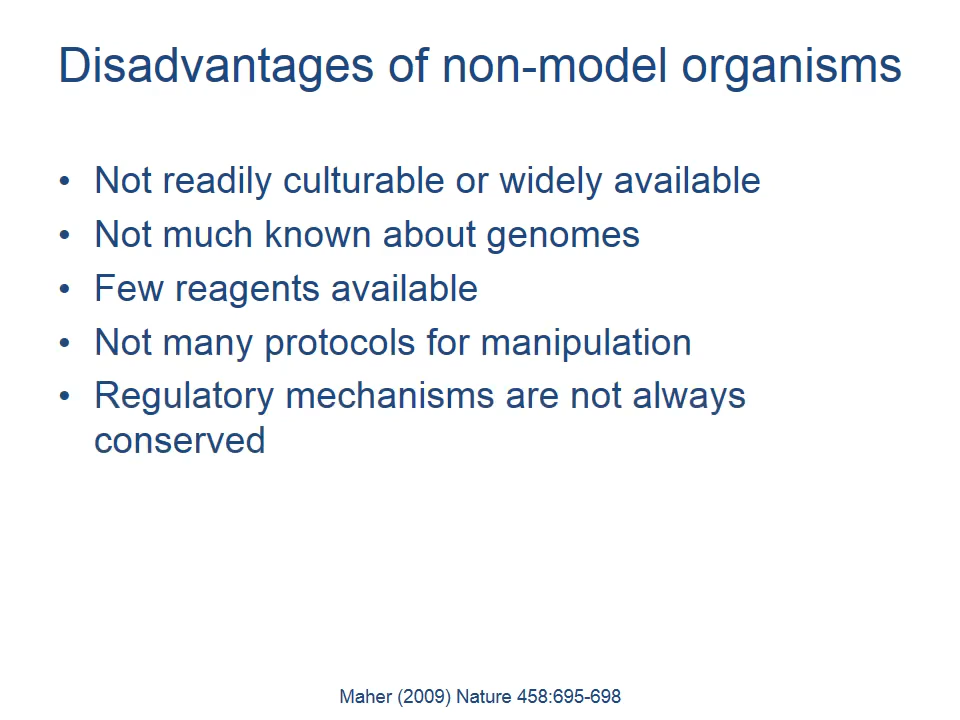 Disadvantages of non-model organisms
• Not readily culturable or widely available
• Not much known about genomes
• Few reagents available
• Not many protocols for manipulation
• Regulatory mechanisms are not always
conserved
Maher (2009) Nature 458:695-698